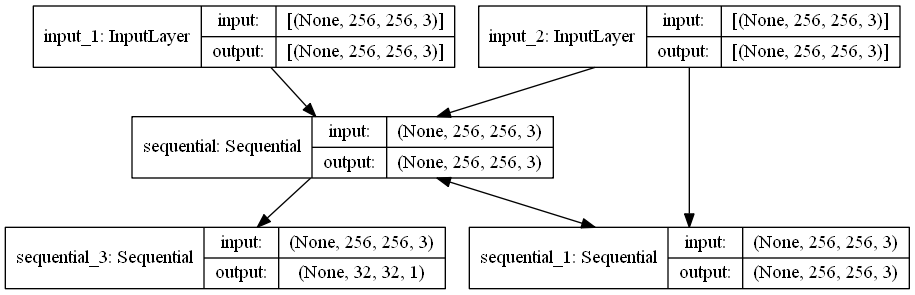 input_1: InputLayer
input: [(None, 256, 256, 3)]
output: [(None, 256, 256, 3)]
input_2: InputLayer
input: [(None, 256, 256, 3)]
output: [(None, 256, 256, 3)]
sequential: Sequential
input: (None, 256, 256, 3)
output: (None, 256, 256, 3)
sequential_3: Sequential
input: (None, 256, 256, 3)
output: (None, 32, 32, 1)
sequential_1: Sequential
input: (None, 256, 256, 3)
output: (None, 256, 256, 3)